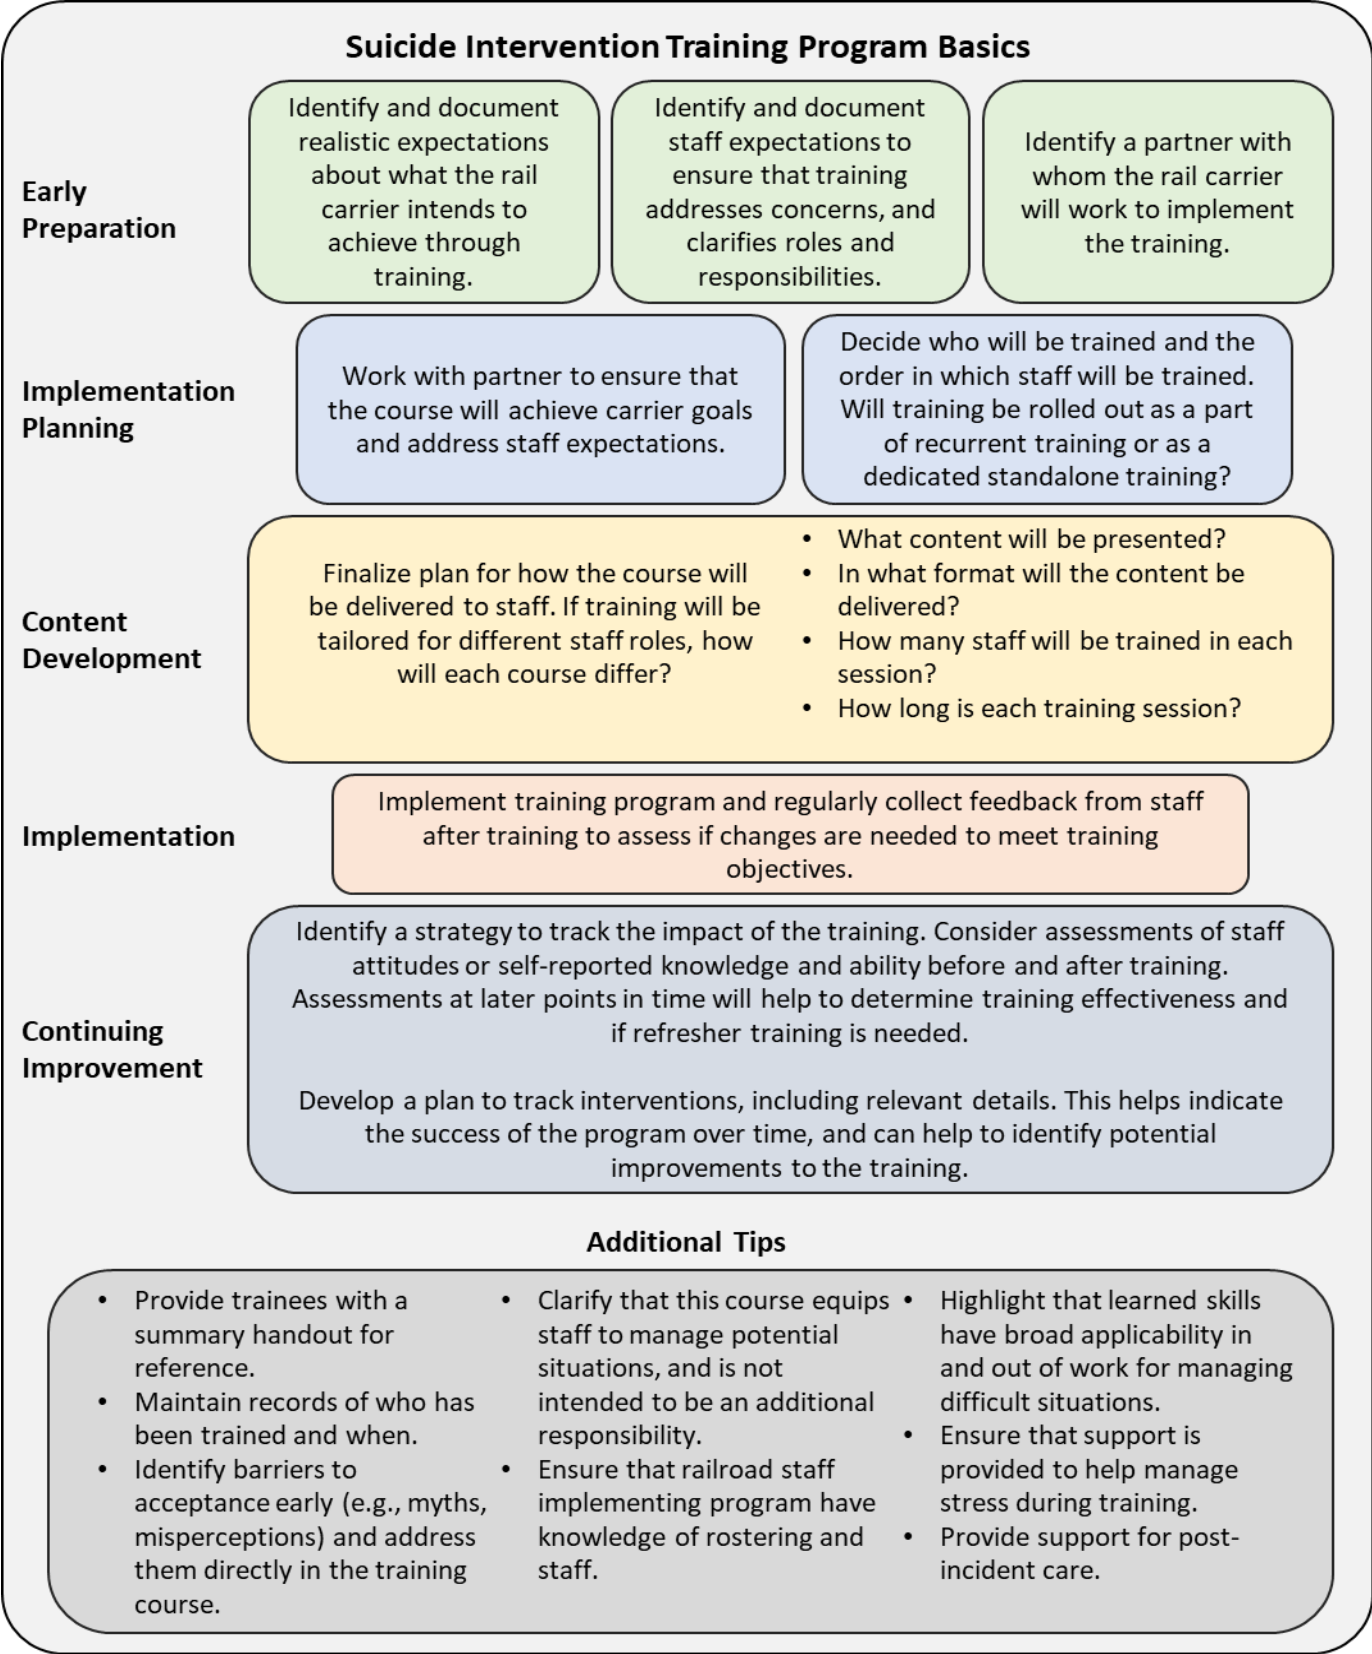 Suicide Intervention Training Program Basics
Early
Preparation
Identify and document
realistic expectations
about what the rail
carrier intends to
achieve through
training.
Identify and document
staff expectations to
ensure that training
addresses concerns, and
clarifies roles and
responsibilities.
Identify a partner with
whom the rail carrier
will work to implement
the training.
Implementation
Planning
Work with partner to ensure that
the course will achieve carrier goals
and address staff expectations.
Decide who will be trained and the
order in which staff will be trained.
Will training be rolled out as a part
of recurrent training or as a
dedicated standalone training?
Content
Development
Finalize plan for how the course will
be delivered to staff. If training will be
tailored for different staff roles, how
will each course differ?
• What content will be presented?
• In what format will the content be
delivered?
• How many staff will be trained in each
session?
• How long is each training session?
Implementation
Implement training program and regularly collect feedback from staff
after training to assess if changes are needed to meet training
objectives.
Continuing
Improvement
Identify a strategy to track the impact of the training. Consider assessments of staff
attitudes or self-reported knowledge and ability before and after training.
Assessments at later points in time will help to determine training effectiveness and
if refresher training is needed.
Develop a plan to track interventions, including relevant details. This helps indicate
the success of the program over time, and can help to identify potential
improvements to the training.
Additional Tips
• Provide trainees with a
summary handout for
reference.
• Maintain records of who has
been trained and when.
• Identify barriers to
acceptance early (e.g., myths,
misperceptions) and address
them directly in the training
course.
• Clarify that this course equips
staff to manage potential
situations, and is not
intended to be an additional
responsibility.
• Ensure that railroad staff
implementing program have
knowledge of rostering and
staff.
• Highlight that learned skills
have broad applicability in
and out of work for managing
difficult situations.
• Ensure that support is
provided to help manage
stress during training.
• Provide support for post-
incident care.